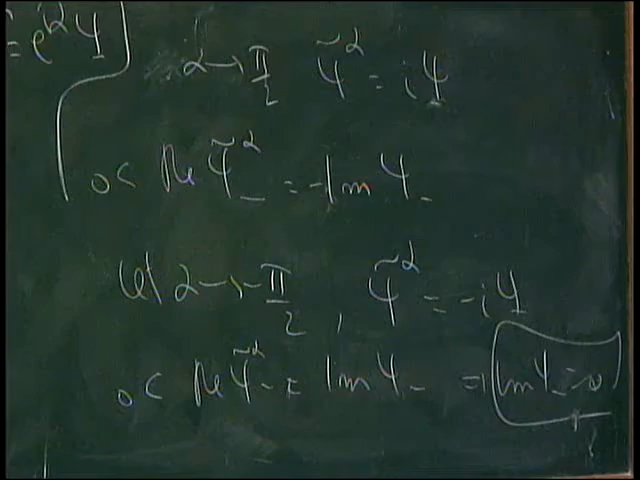 = e^{iα} Ψ
α → π/2 Ψ̃^α = iΨ
0 < Re Ψ̃^α_- = -Im Ψ_-
let α → -π/2, Ψ̃^α = -iΨ
0 < Re Ψ̃^α_- = Im Ψ_- ⇒ Im Ψ_- = 0